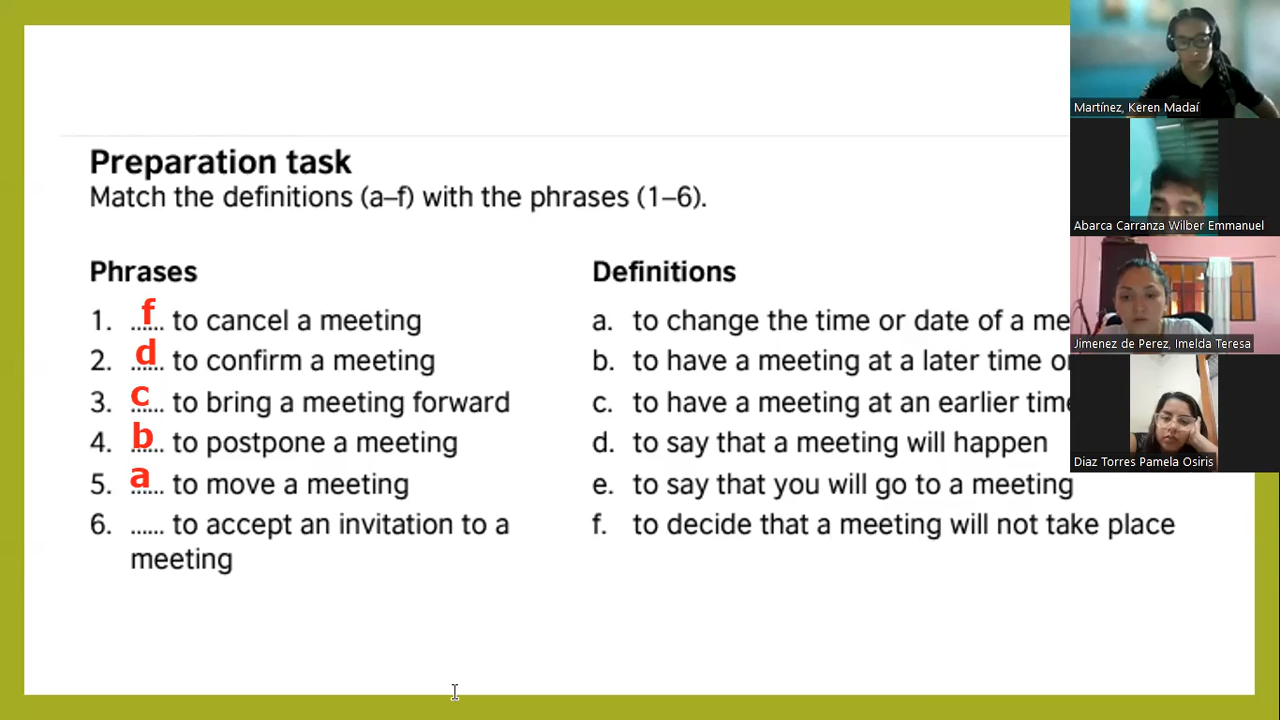 Preparation task
Match the definitions (a–f) with the phrases (1–6).
Phrases
1. ...f... to cancel a meeting
2. ...d... to confirm a meeting
3. ...c... to bring a meeting forward
4. ...b... to postpone a meeting
5. ...a... to move a meeting
6. ...... to accept an invitation to a
meeting
Definitions
a. to change the time or date of a me
b. to have a meeting at a later time o
c. to have a meeting at an earlier time
d. to say that a meeting will happen
e. to say that you will go to a meeting
f. to decide that a meeting will not take place
Martínez, Keren Madaí
Abarca Carranza Wilber Emmanuel
Jimenez de Perez, Imelda Teresa
Diaz Torres Pamela Osiris